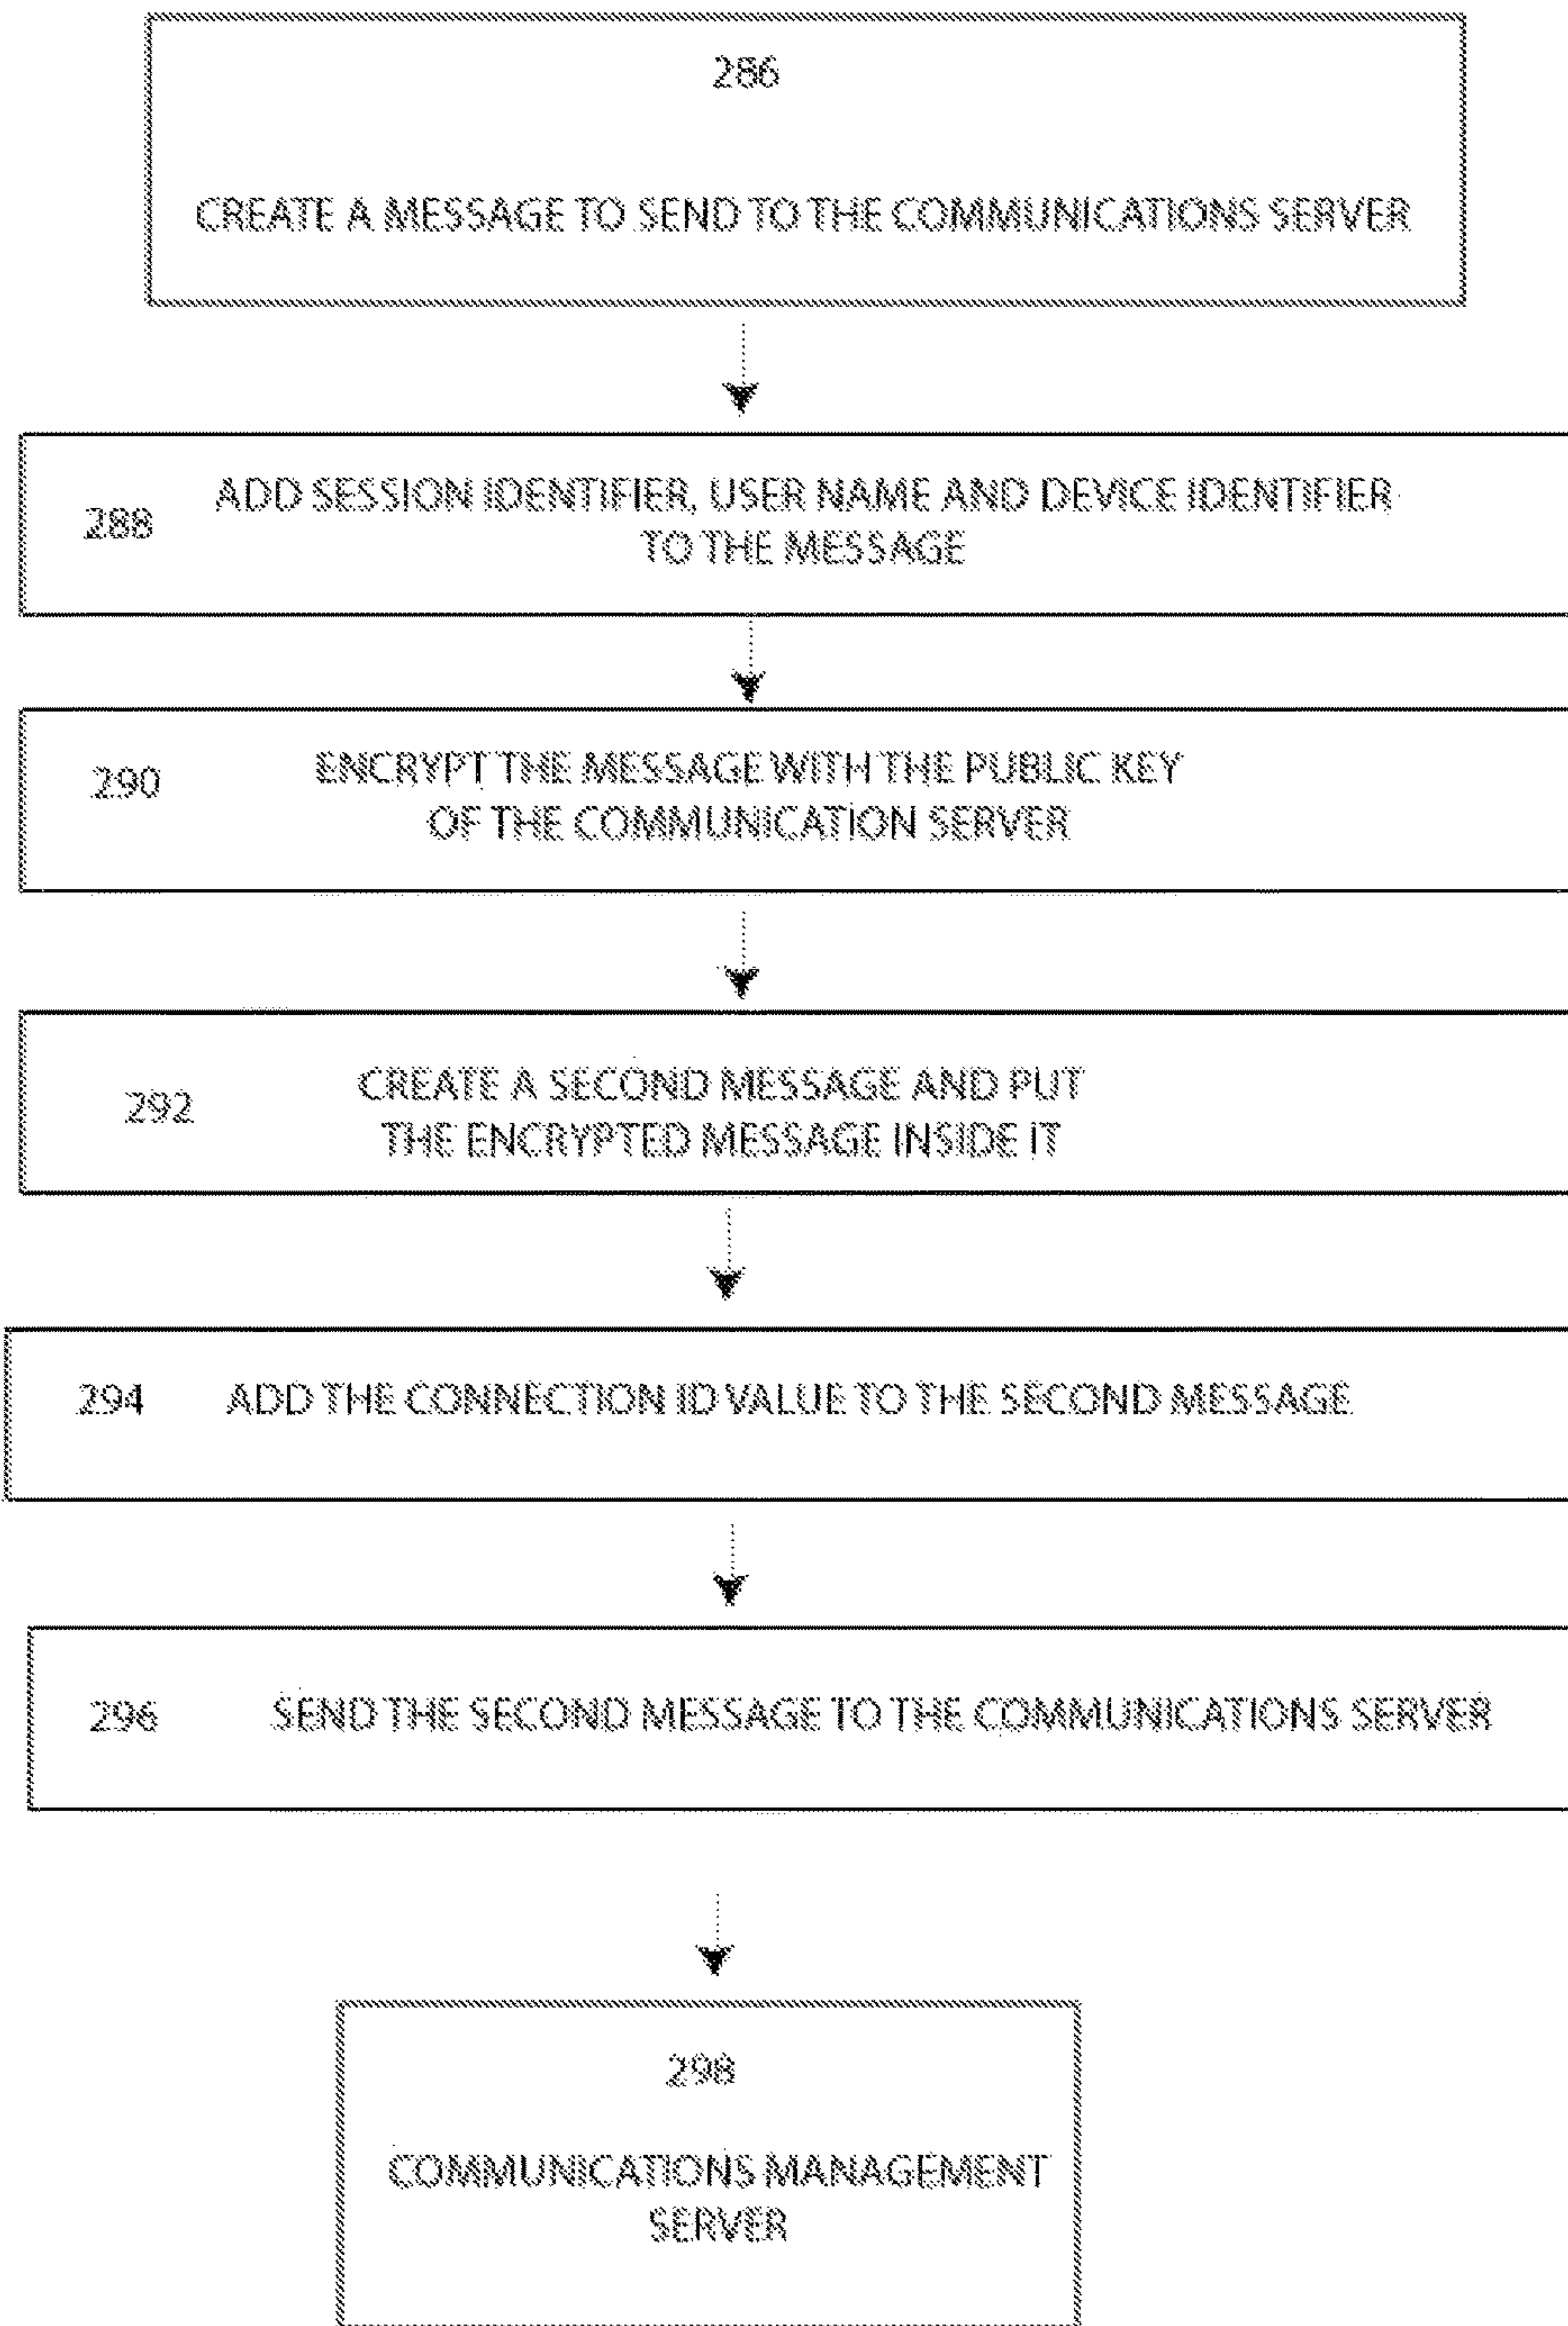 286
CREATE A MESSAGE TO SEND TO THE COMMUNICATIONS SERVER
288
ADD SESSION IDENTIFIER, USER NAME AND DEVICE IDENTIFIER
TO THE MESSAGE
290
ENCRYPT THE MESSAGE WITH THE PUBLIC KEY
OF THE COMMUNICATION SERVER
292
CREATE A SECOND MESSAGE AND PUT
THE ENCRYPTED MESSAGE INSIDE IT
294
ADD THE CONNECTION ID VALUE TO THE SECOND MESSAGE
296
SEND THE SECOND MESSAGE TO THE COMMUNICATIONS SERVER
298
COMMUNICATIONS MANAGEMENT
SERVER